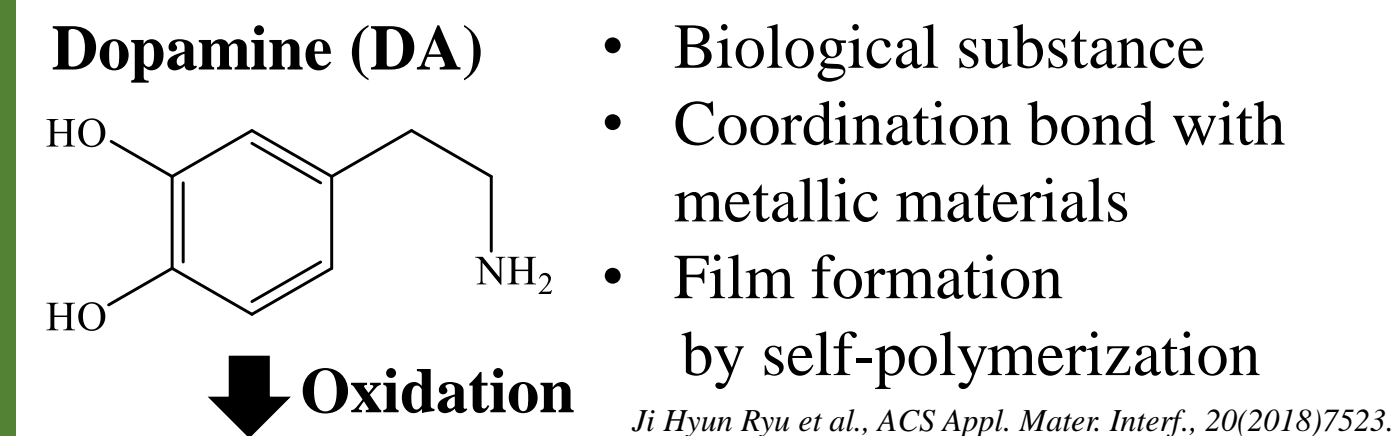 Dopamine (DA)
HO
HO
NH2
Oxidation
• Biological substance
• Coordination bond with
metallic materials
• Film formation
by self-polymerization
Ji Hyun Ryu et al., ACS Appl. Mater. Interf., 20(2018)7523.